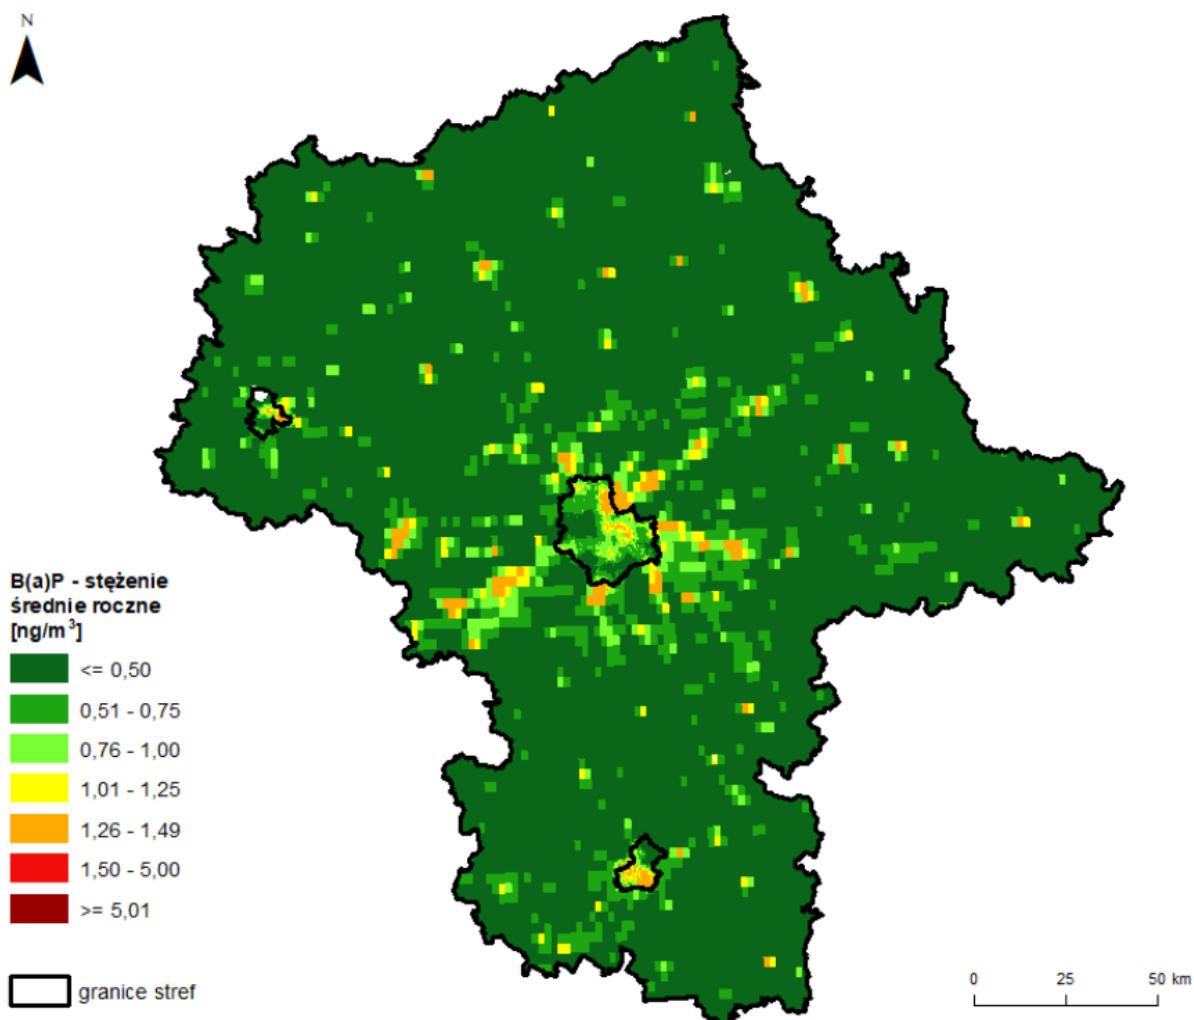 N
B(a)P - stężenie
średnie roczne
[ng/m³]
<= 0,50
0,51 - 0,75
0,76 - 1,00
1,01 - 1,25
1,26 - 1,49
1,50 - 5,00
>= 5,01
granice stref
0 25 50 km